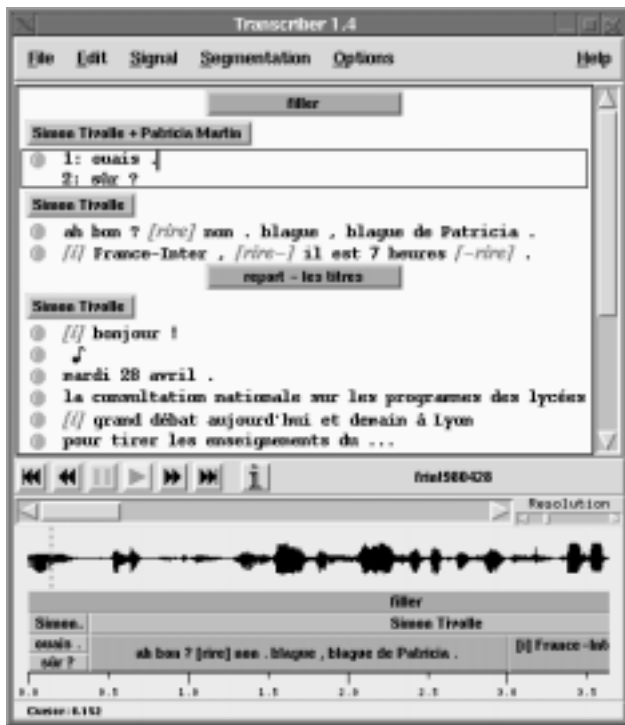 Transcriber 1.4
File Edit Signal Segmentation Options Help
filler
Simon Tivolle + Patricia Martin
1: ouais .
2: sûr ?
Simon Tivolle
ah bon ? [rire] non . blague , blague de Patricia .
[i] France-Inter , [rire-] il est 7 heures [-rire] .
report - les titres
Simon Tivolle
[i] bonjour !
♪
mardi 28 avril .
la consultation nationale sur les programmes des lycées
[i] grand débat aujourd'hui et demain à Lyon
pour tirer les enseignements du ...
i frint980428
Resolution
filler
Simon.. Simon Tivolle
ouais .
sûr ?
ah bon ? [rire] non . blague , blague de Patricia .
[i] France-Int
0.0 0.5 1.0 1.5 2.0 2.5 3.0 3.5
Cursor : 0.152